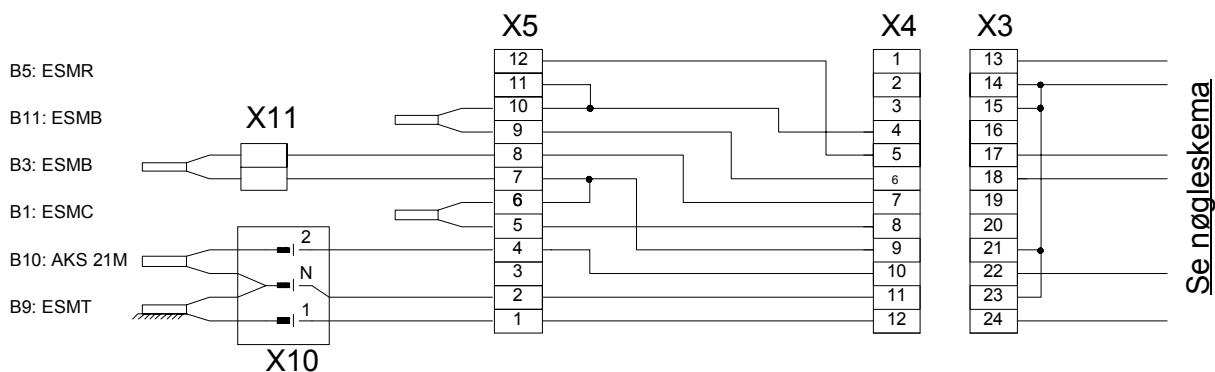 X5 X4 X3
12 1 13
B5: ESMR
11 2 14
10 3 15
B11: ESMB
X11
9 4 16
8 5 17
B3: ESMB
7 6 18
6 7 19
B1: ESMC
5 8 20
2
4 9 21
B10: AKS 21M
N
3 10 22
2 11 23
B9: ESMT
1
1 12 24
X10
Se nøgleskema